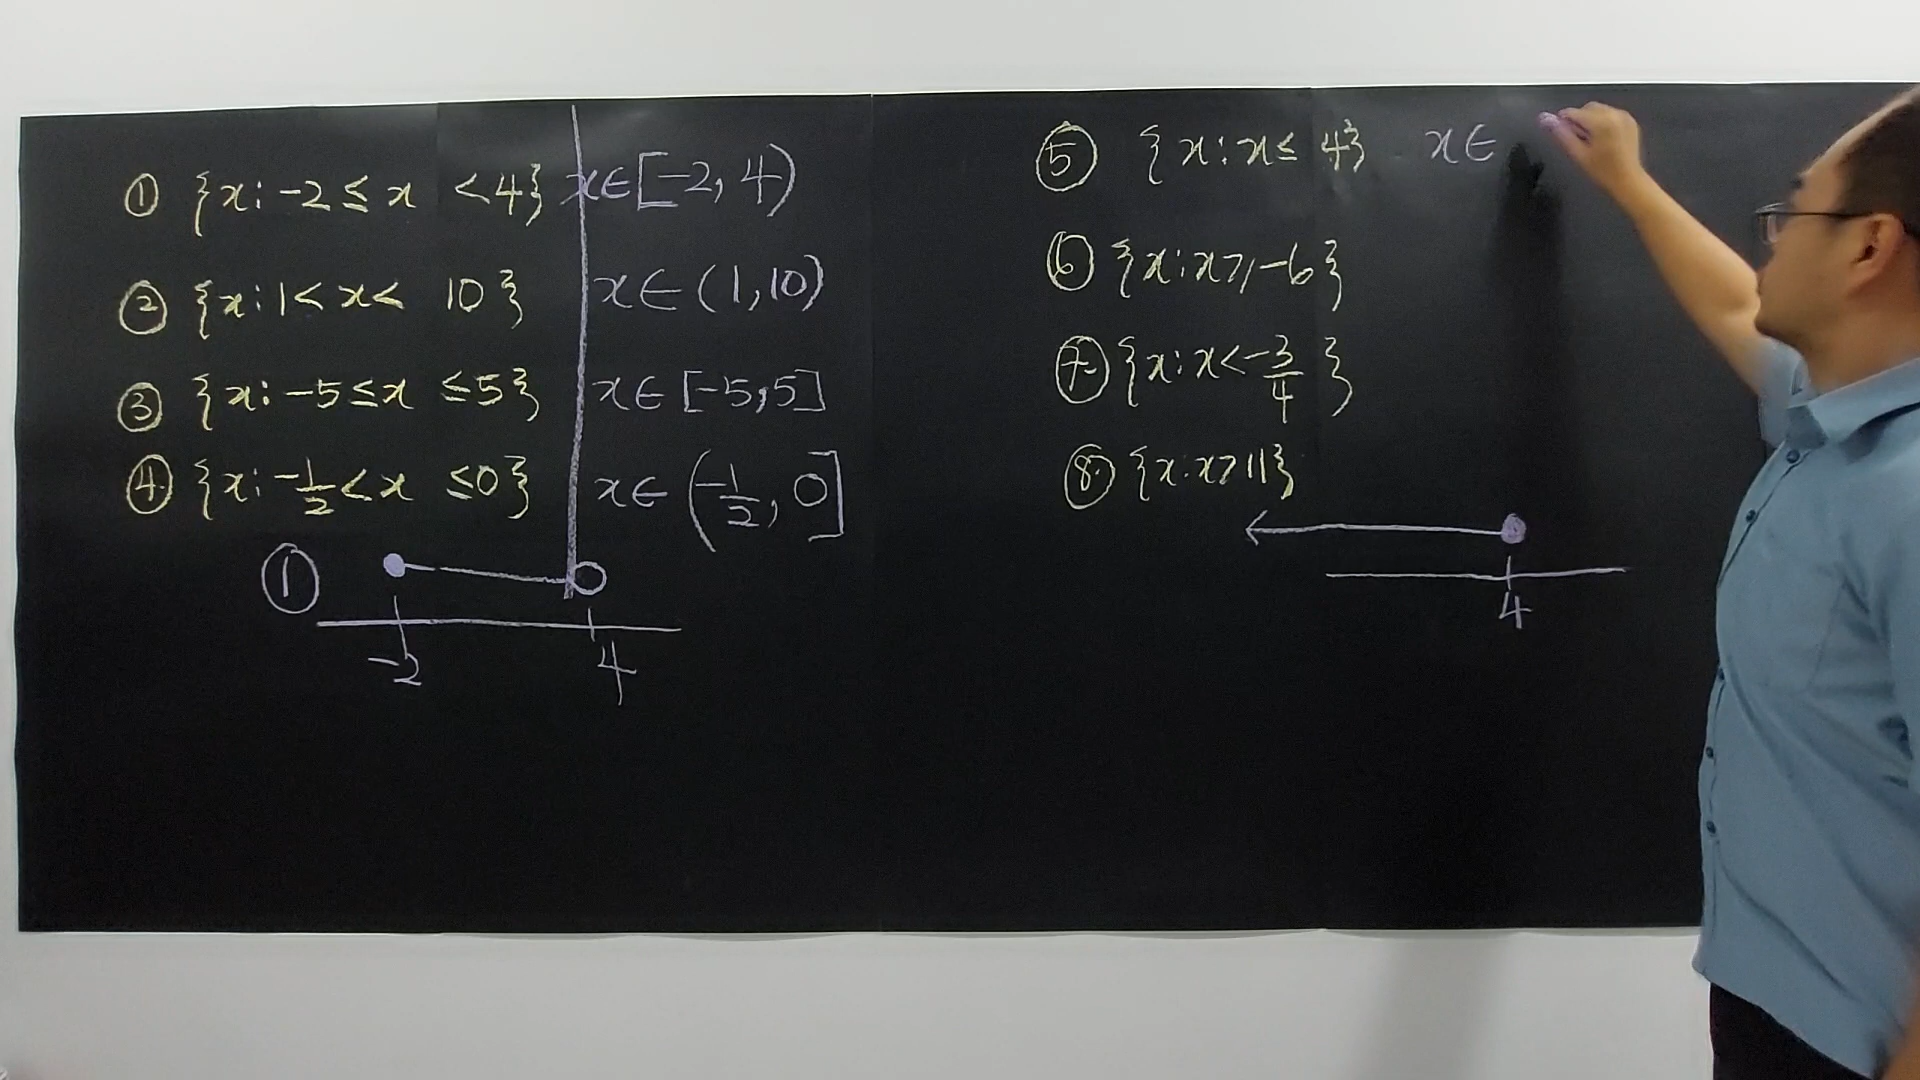 ① {x: -2 ≤ x < 4} x∈[-2, 4)
② {x: 1 < x < 10} x∈(1, 10)
③ {x: -5 ≤ x ≤ 5} x∈[-5, 5]
④ {x: -1/2 < x ≤ 0} x∈(-1/2, 0]
①
-2 4
⑤ {x: x ≤ 4} x∈
⑥ {x: x ≥ -6}
⑦ {x: x < -3/4}
⑧ {x: x > 11}
4